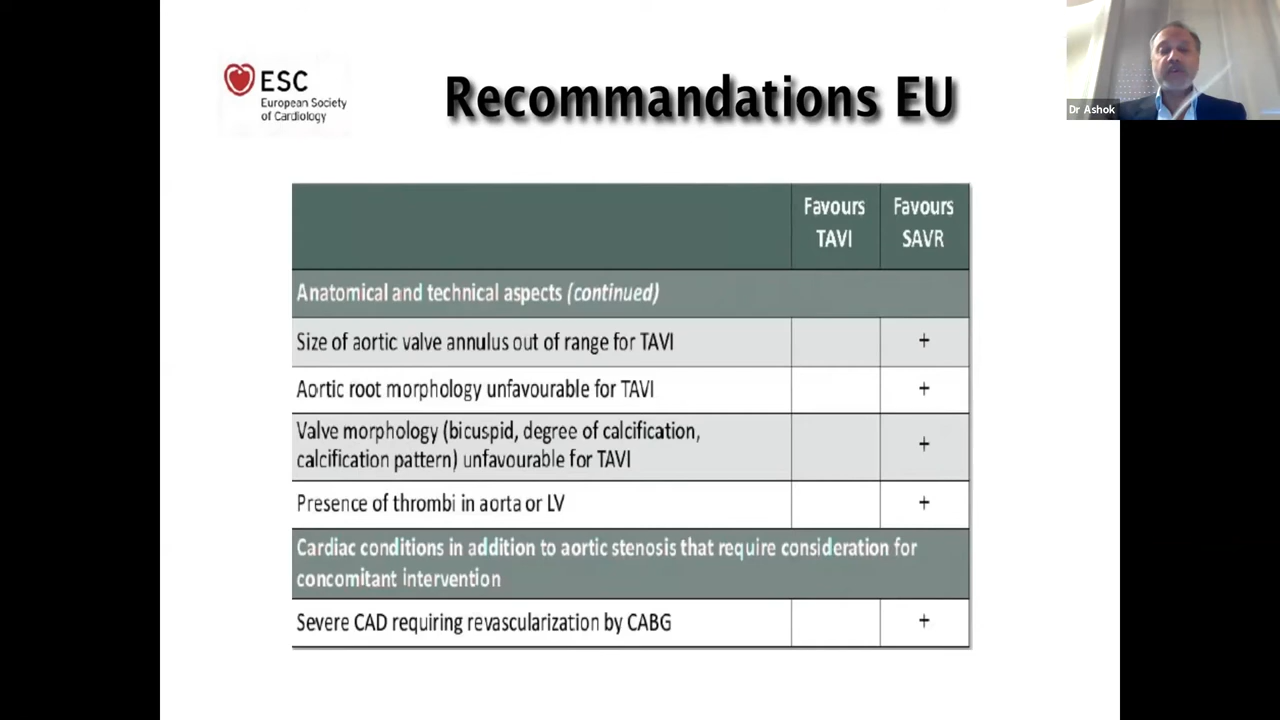 ESC
European Society
of Cardiology
Recommandations EU
Dr Ashok
Favours
TAVI
Favours
SAVR
Anatomical and technical aspects (continued)
Size of aortic valve annulus out of range for TAVI
+
Aortic root morphology unfavourable for TAVI
+
Valve morphology (bicuspid, degree of calcification,
calcification pattern) unfavourable for TAVI
+
Presence of thrombi in aorta or LV
+
Cardiac conditions in addition to aortic stenosis that require consideration for
concomitant intervention
Severe CAD requiring revascularization by CABG
+